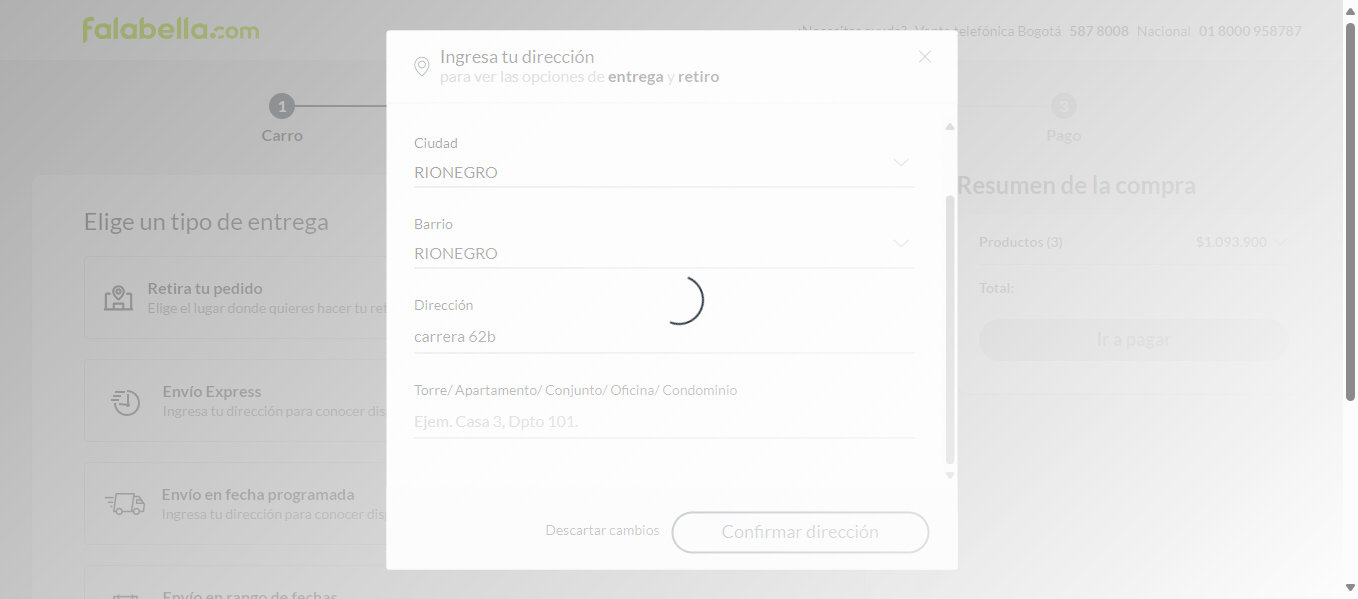 falabella.com
¿Necesitas ayuda? Venta telefónica Bogotá 587 8008 Nacional 01 8000 958787
Ingresa tu dirección
para ver las opciones de entrega y retiro
1
3
Carro
Pago
Ciudad
RIONEGRO
Barrio
RIONEGRO
Dirección
carrera 62b
Torre/ Apartamento/ Conjunto/ Oficina/ Condominio
Ejem. Casa 3, Dpto 101.
Descartar cambios
Confirmar dirección
Elige un tipo de entrega
Retira tu pedido
Elige el lugar donde quieres hacer tu ret
Envío Express
Ingresa tu dirección para conocer dis
Envío en fecha programada
Ingresa tu dirección para conocer dis
Envío en rango de fechas
Resumen de la compra
Productos (3) $1.093.900
Total:
Ir a pagar